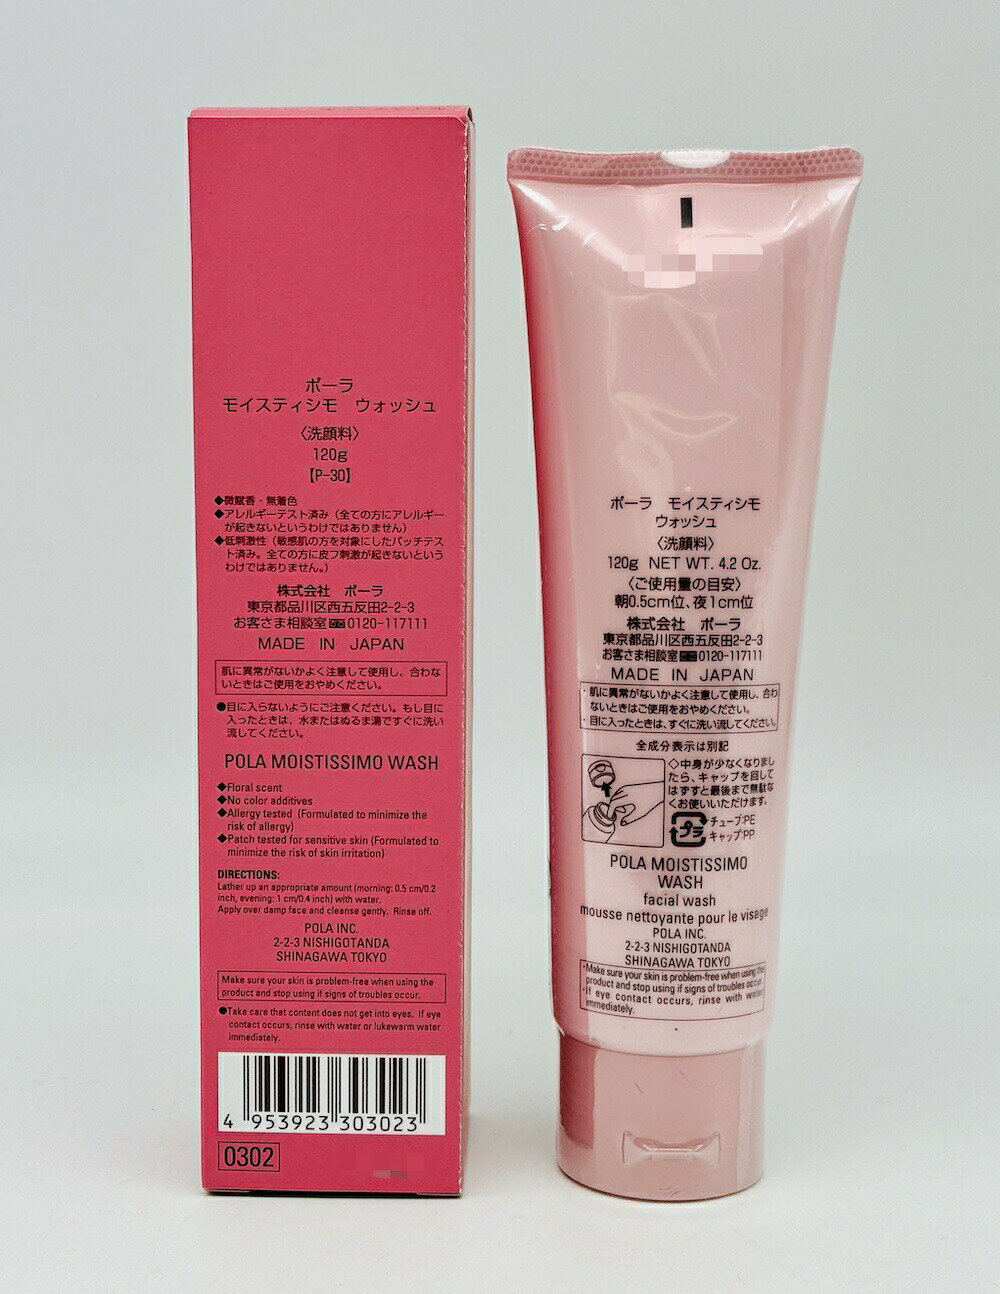 ポーラ
モイスティシモ ウォッシュ
〈洗顔料〉
120g
【P-30】
◆微賦香・無着色
◆アレルギーテスト済み（全ての方にアレルギー
が起きないというわけではありません）
◆低刺激性（敏感肌の方を対象にしたパッチテス
ト済み。全ての方に皮フ刺激が起きないという
わけではありません。）
株式会社 ポーラ
東京都品川区西五反田2-2-3
お客さま相談室 0120-117111
MADE IN JAPAN
肌に異常がないかよく注意して使用し、合わな
いときはご使用をおやめください。
●目に入らないようにご注意ください。もし目に
入ったときは、水またはぬるま湯ですぐに洗い
流してください。
POLA MOISTISSIMO WASH
◆Floral scent
◆No color additives
◆Allergy tested (Formulated to minimize the
risk of allergy)
◆Patch tested for sensitive skin (Formulated to
minimize the risk of skin irritation)
DIRECTIONS:
Lather up an appropriate amount (morning: 0.5 cm/0.2
inch, evening: 1 cm/0.4 inch) with water.
Apply over damp face and cleanse gently. Rinse off.
POLA INC.
2-2-3 NISHIGOTANDA
SHINAGAWA TOKYO
Make sure your skin is problem-free when using the
product and stop using if signs of troubles occur.
●Take care that content does not get into eyes. If eye
contact occurs, rinse with water or lukewarm water
immediately.
4 953923 303023
0302
ポーラ モイスティシモ
ウォッシュ
〈洗顔料〉
120g NET WT. 4.2 Oz.
〈ご使用量の目安〉
朝0.5cm位、夜1cm位
株式会社 ポーラ
東京都品川区西五反田2-2-3
お客さま相談室 0120-117111
MADE IN JAPAN
・肌に異常がないかよく注意して使用し、合わ
ないときはご使用をおやめください。
・目に入ったときは、すぐに洗い流してください。
全成分表示は別記
◇中身が少なくなりまし
たら、キャップを回して
はずすと最後まで無駄な
くお使いいただけます。
プラ
チューブ:PE
キャップ:PP
POLA MOISTISSIMO
WASH
facial wash
mousse nettoyante pour le visage
POLA INC.
2-2-3 NISHIGOTANDA
SHINAGAWA TOKYO
・Make sure your skin is problem-free when using the
product and stop using if signs of troubles occur.
・If eye contact occurs, rinse with water
immediately.